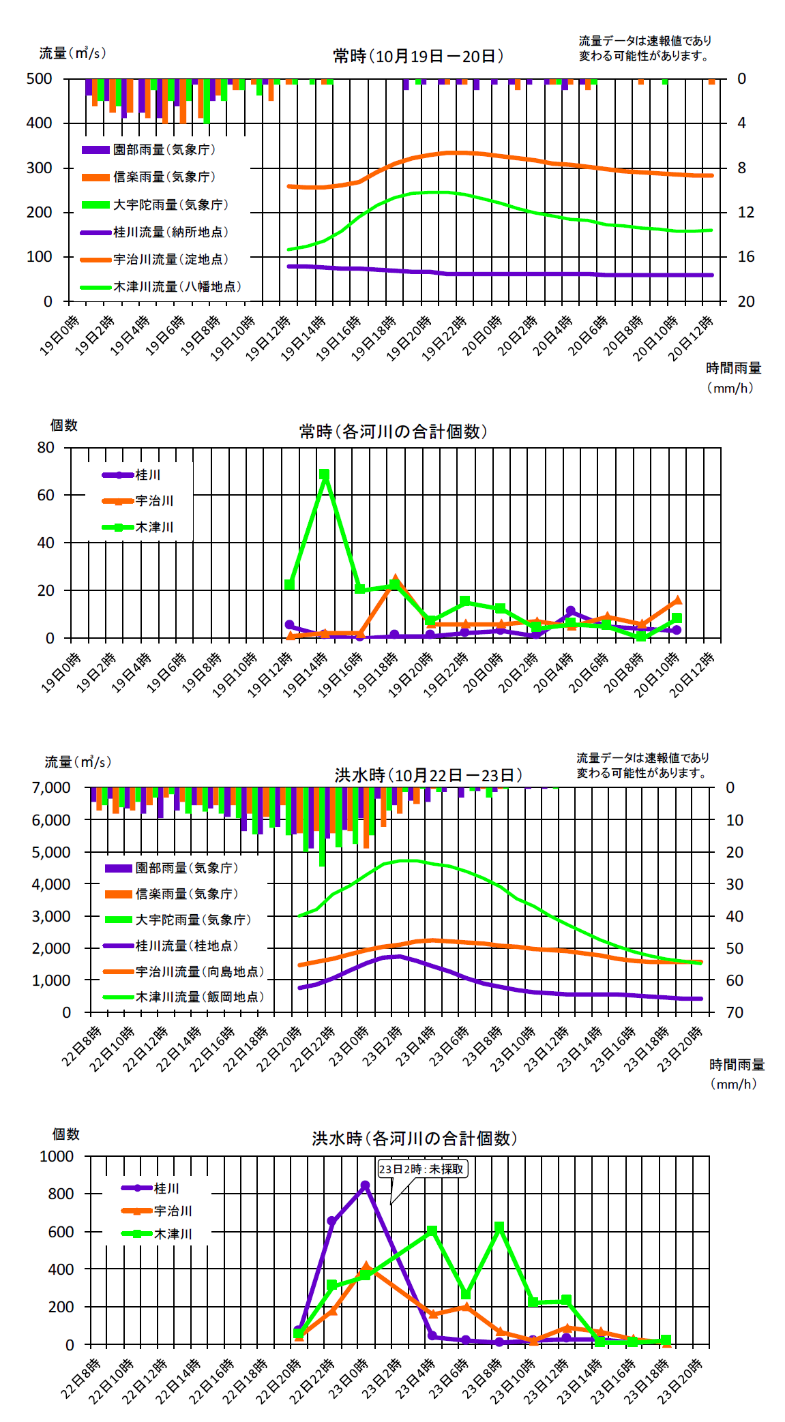 流量（㎥/s）
常時（10月19日－20日）
流量データは速報値であり
変わる可能性があります。
500
400
300
200
100
0
0
4
8
12
16
20
園部雨量（気象庁）
信楽雨量（気象庁）
大宇陀雨量（気象庁）
桂川流量（納所地点）
宇治川流量（淀地点）
木津川流量（八幡地点）
19日0時
19日2時
19日4時
19日6時
19日8時
19日10時
19日12時
19日14時
19日16時
19日18時
19日20時
19日22時
20日0時
20日2時
20日4時
20日6時
20日8時
20日10時
20日12時
時間雨量
（mm/h）
個数
常時（各河川の合計個数）
80
60
40
20
0
桂川
宇治川
木津川
19日0時
19日2時
19日4時
19日6時
19日8時
19日10時
19日12時
19日14時
19日16時
19日18時
19日20時
19日22時
20日0時
20日2時
20日4時
20日6時
20日8時
20日10時
20日12時
流量（㎥/s）
洪水時（10月22日－23日）
流量データは速報値であり
変わる可能性があります。
7,000
6,000
5,000
4,000
3,000
2,000
1,000
0
0
10
20
30
40
50
60
70
園部雨量（気象庁）
信楽雨量（気象庁）
大宇陀雨量（気象庁）
桂川流量（桂地点）
宇治川流量（向島地点）
木津川流量（飯岡地点）
22日8時
22日10時
22日12時
22日14時
22日16時
22日18時
22日20時
22日22時
23日0時
23日2時
23日4時
23日6時
23日8時
23日10時
23日12時
23日14時
23日16時
23日18時
23日20時
時間雨量
（mm/h）
個数
洪水時（各河川の合計個数）
1000
800
600
400
200
0
23日2時：未採取
桂川
宇治川
木津川
22日8時
22日10時
22日12時
22日14時
22日16時
22日18時
22日20時
22日22時
23日0時
23日2時
23日4時
23日6時
23日8時
23日10時
23日12時
23日14時
23日16時
23日18時
23日20時